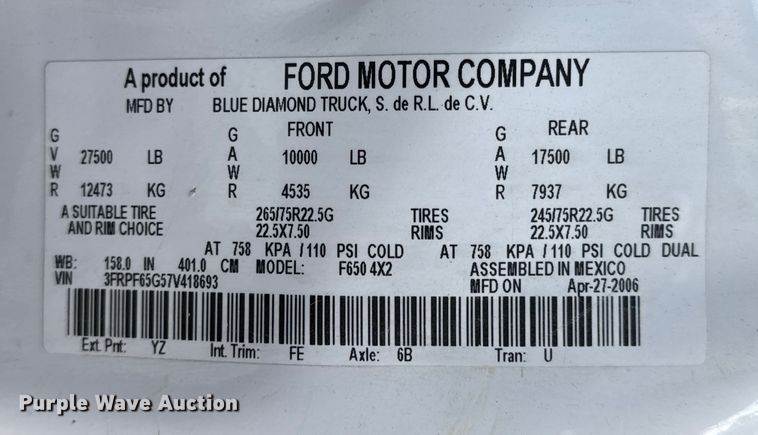 A product of FORD MOTOR COMPANY
MFD BY BLUE DIAMOND TRUCK, S. de R.L. de C.V.
GVWR 27500 LB 12473 KG
FRONT GAWR 10000 LB 4535 KG
REAR GAWR 17500 LB 7937 KG
A SUITABLE TIRE 265/75R22.5G TIRES 245/75R22.5G TIRES
AND RIM CHOICE 22.5X7.50 RIMS 22.5X7.50 RIMS
AT 758 KPA /110 PSI COLD AT 758 KPA /110 PSI COLD DUAL
WB: 158.0 IN 401.0 CM MODEL: F650 4X2 ASSEMBLED IN MEXICO
VIN 3FRPF65G57V418693 MFD ON Apr-27-2006
Ext. Pnt: YZ Int. Trim: FE Axle: 6B Tran: U
Purple Wave Auction